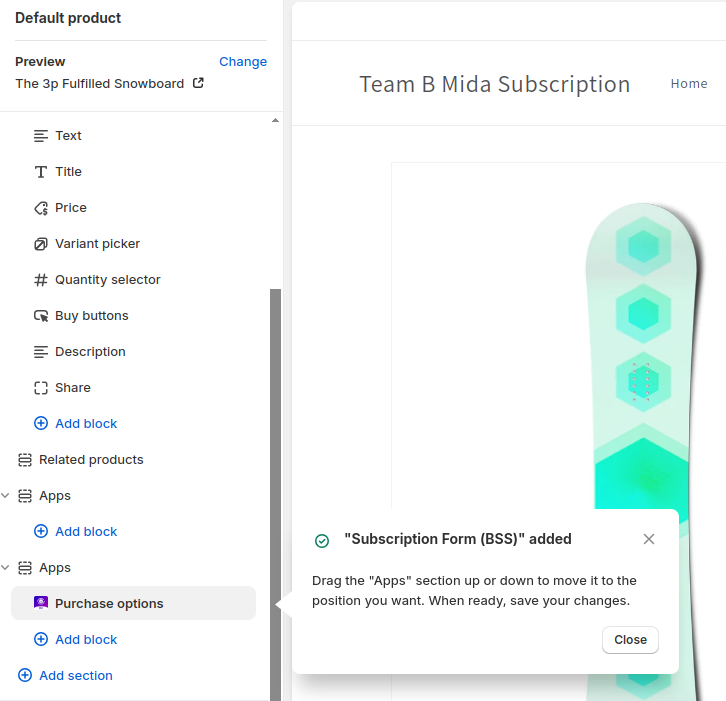 Default product
Preview
Change
The 3p Fulfilled Snowboard
Text
Title
Price
Variant picker
Quantity selector
Buy buttons
Description
Share
Add block
Related products
Apps
Add block
Apps
Purchase options
Add block
Add section
Team B Mida Subscription
Home
"Subscription Form (BSS)" added
Drag the "Apps" section up or down to move it to the
position you want. When ready, save your changes.
Close